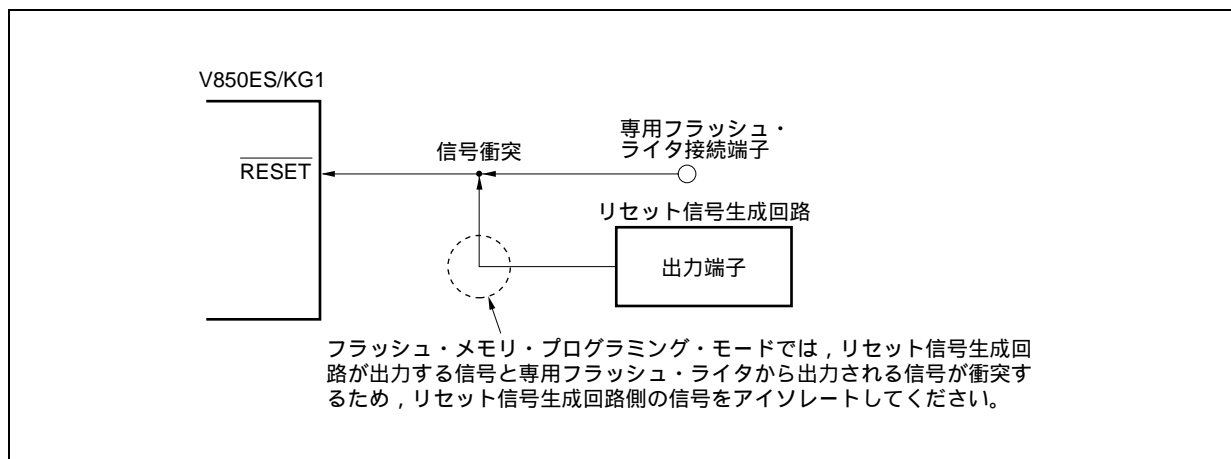 V850ES/KG1
専用フラッシュ・
ライタ接続端子
信号衝突
RESET
リセット信号生成回路
出力端子
フラッシュ・メモリ・プログラミング・モードでは，リセット信号生成回
路が出力する信号と専用フラッシュ・ライタから出力される信号が衝突す
るため，リセット信号生成回路側の信号をアイソレートしてください。